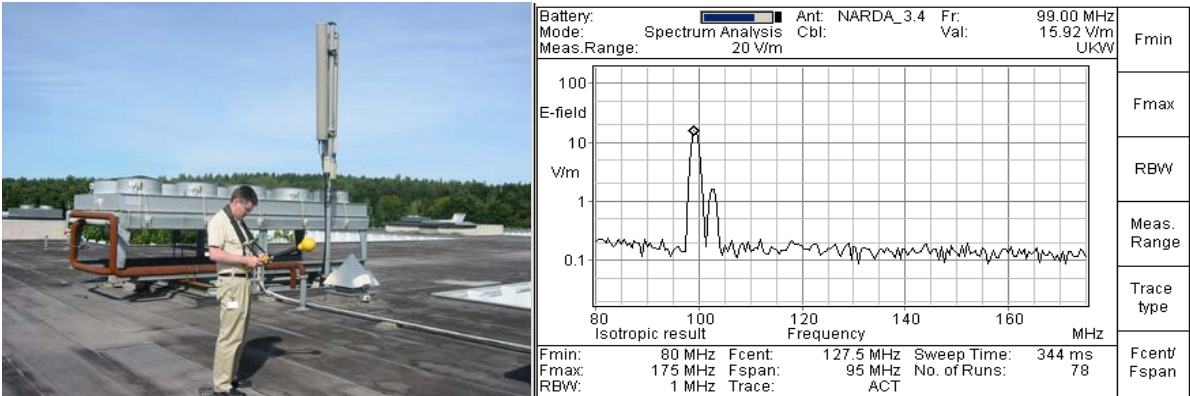 Battery: Ant: NARDA_3.4 Fr: 99.00 MHz
Mode: Spectrum Analysis Cbl: Val: 15.92 V/m
Meas.Range: 20 V/m UKW
Fmin
Fmax
RBW
Meas.
Range
Trace
type
Fcent/
Fspan
100
E-field
10
V/m
1
0.1
80 100 120 140 160
Isotropic result Frequency MHz
Fmin: 80 MHz Fcent: 127.5 MHz Sweep Time: 344 ms
Fmax: 175 MHz Fspan: 95 MHz No. of Runs: 78
RBW: 1 MHz Trace: ACT